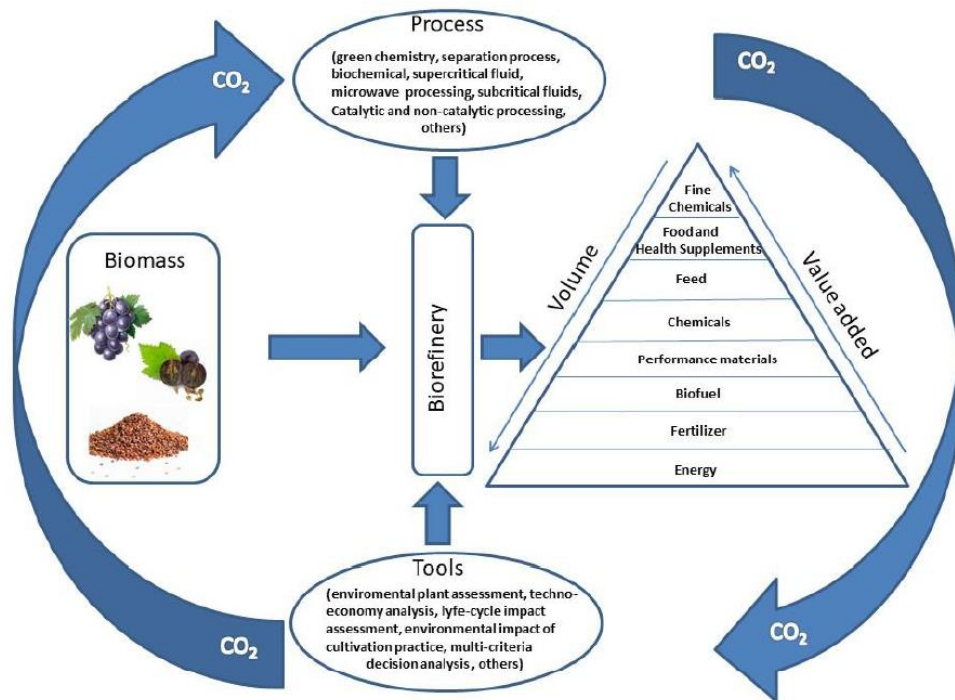 Process
(green chemistry, separation process,
biochemical, supercritical fluid,
microwave processing, subcritical fluids,
Catalytic and non-catalytic processing,
others)
CO2
CO2
Biomass
Biorefinery
Volume
Value added
Fine
Chemicals
Food and
Health Supplements
Feed
Chemicals
Performance materials
Biofuel
Fertilizer
Energy
Tools
(enviromental plant assessment, techno-
economy analysis, lyfe-cycle impact
assessment, environmental impact of
cultivation practice, multi-criteria
decision analysis , others)
CO2
CO2